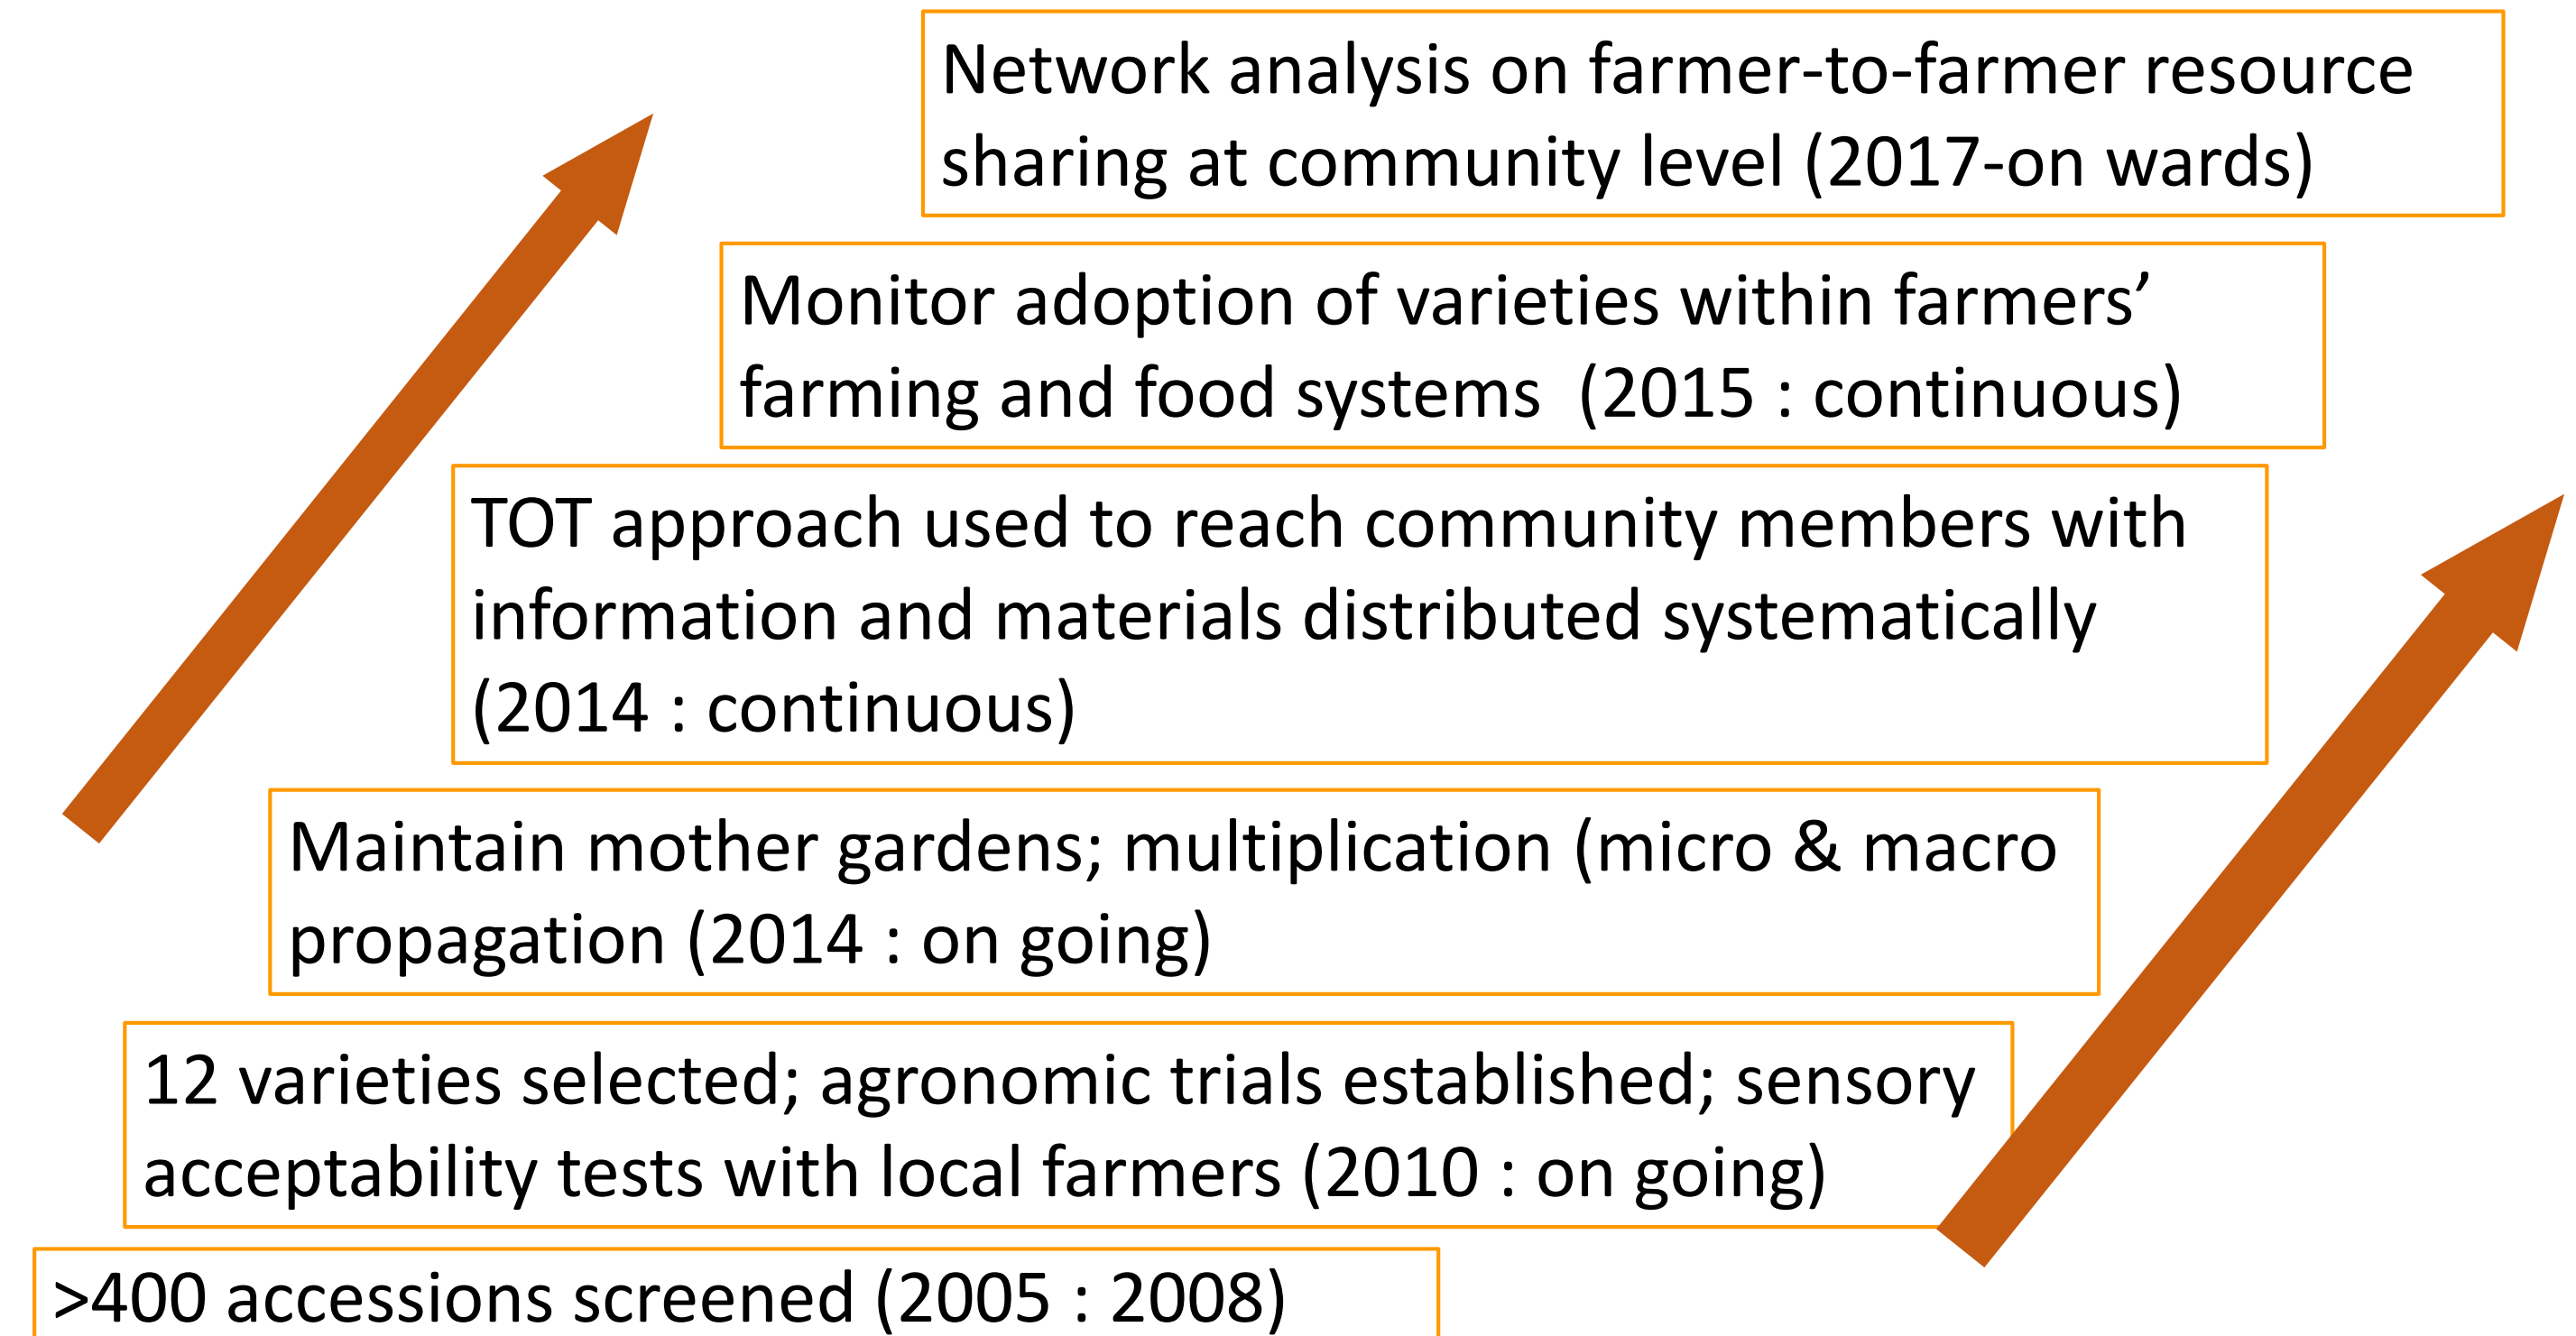 Network analysis on farmer-to-farmer resource
sharing at community level (2017-on wards)
Monitor adoption of varieties within farmers’
farming and food systems  (2015 : continuous)
TOT approach used to reach community members with
information and materials distributed systematically
(2014 : continuous)
Maintain mother gardens; multiplication (micro & macro
propagation (2014 : on going)
12 varieties selected; agronomic trials established; sensory
acceptability tests with local farmers (2010 : on going)
>400 accessions screened (2005 : 2008)